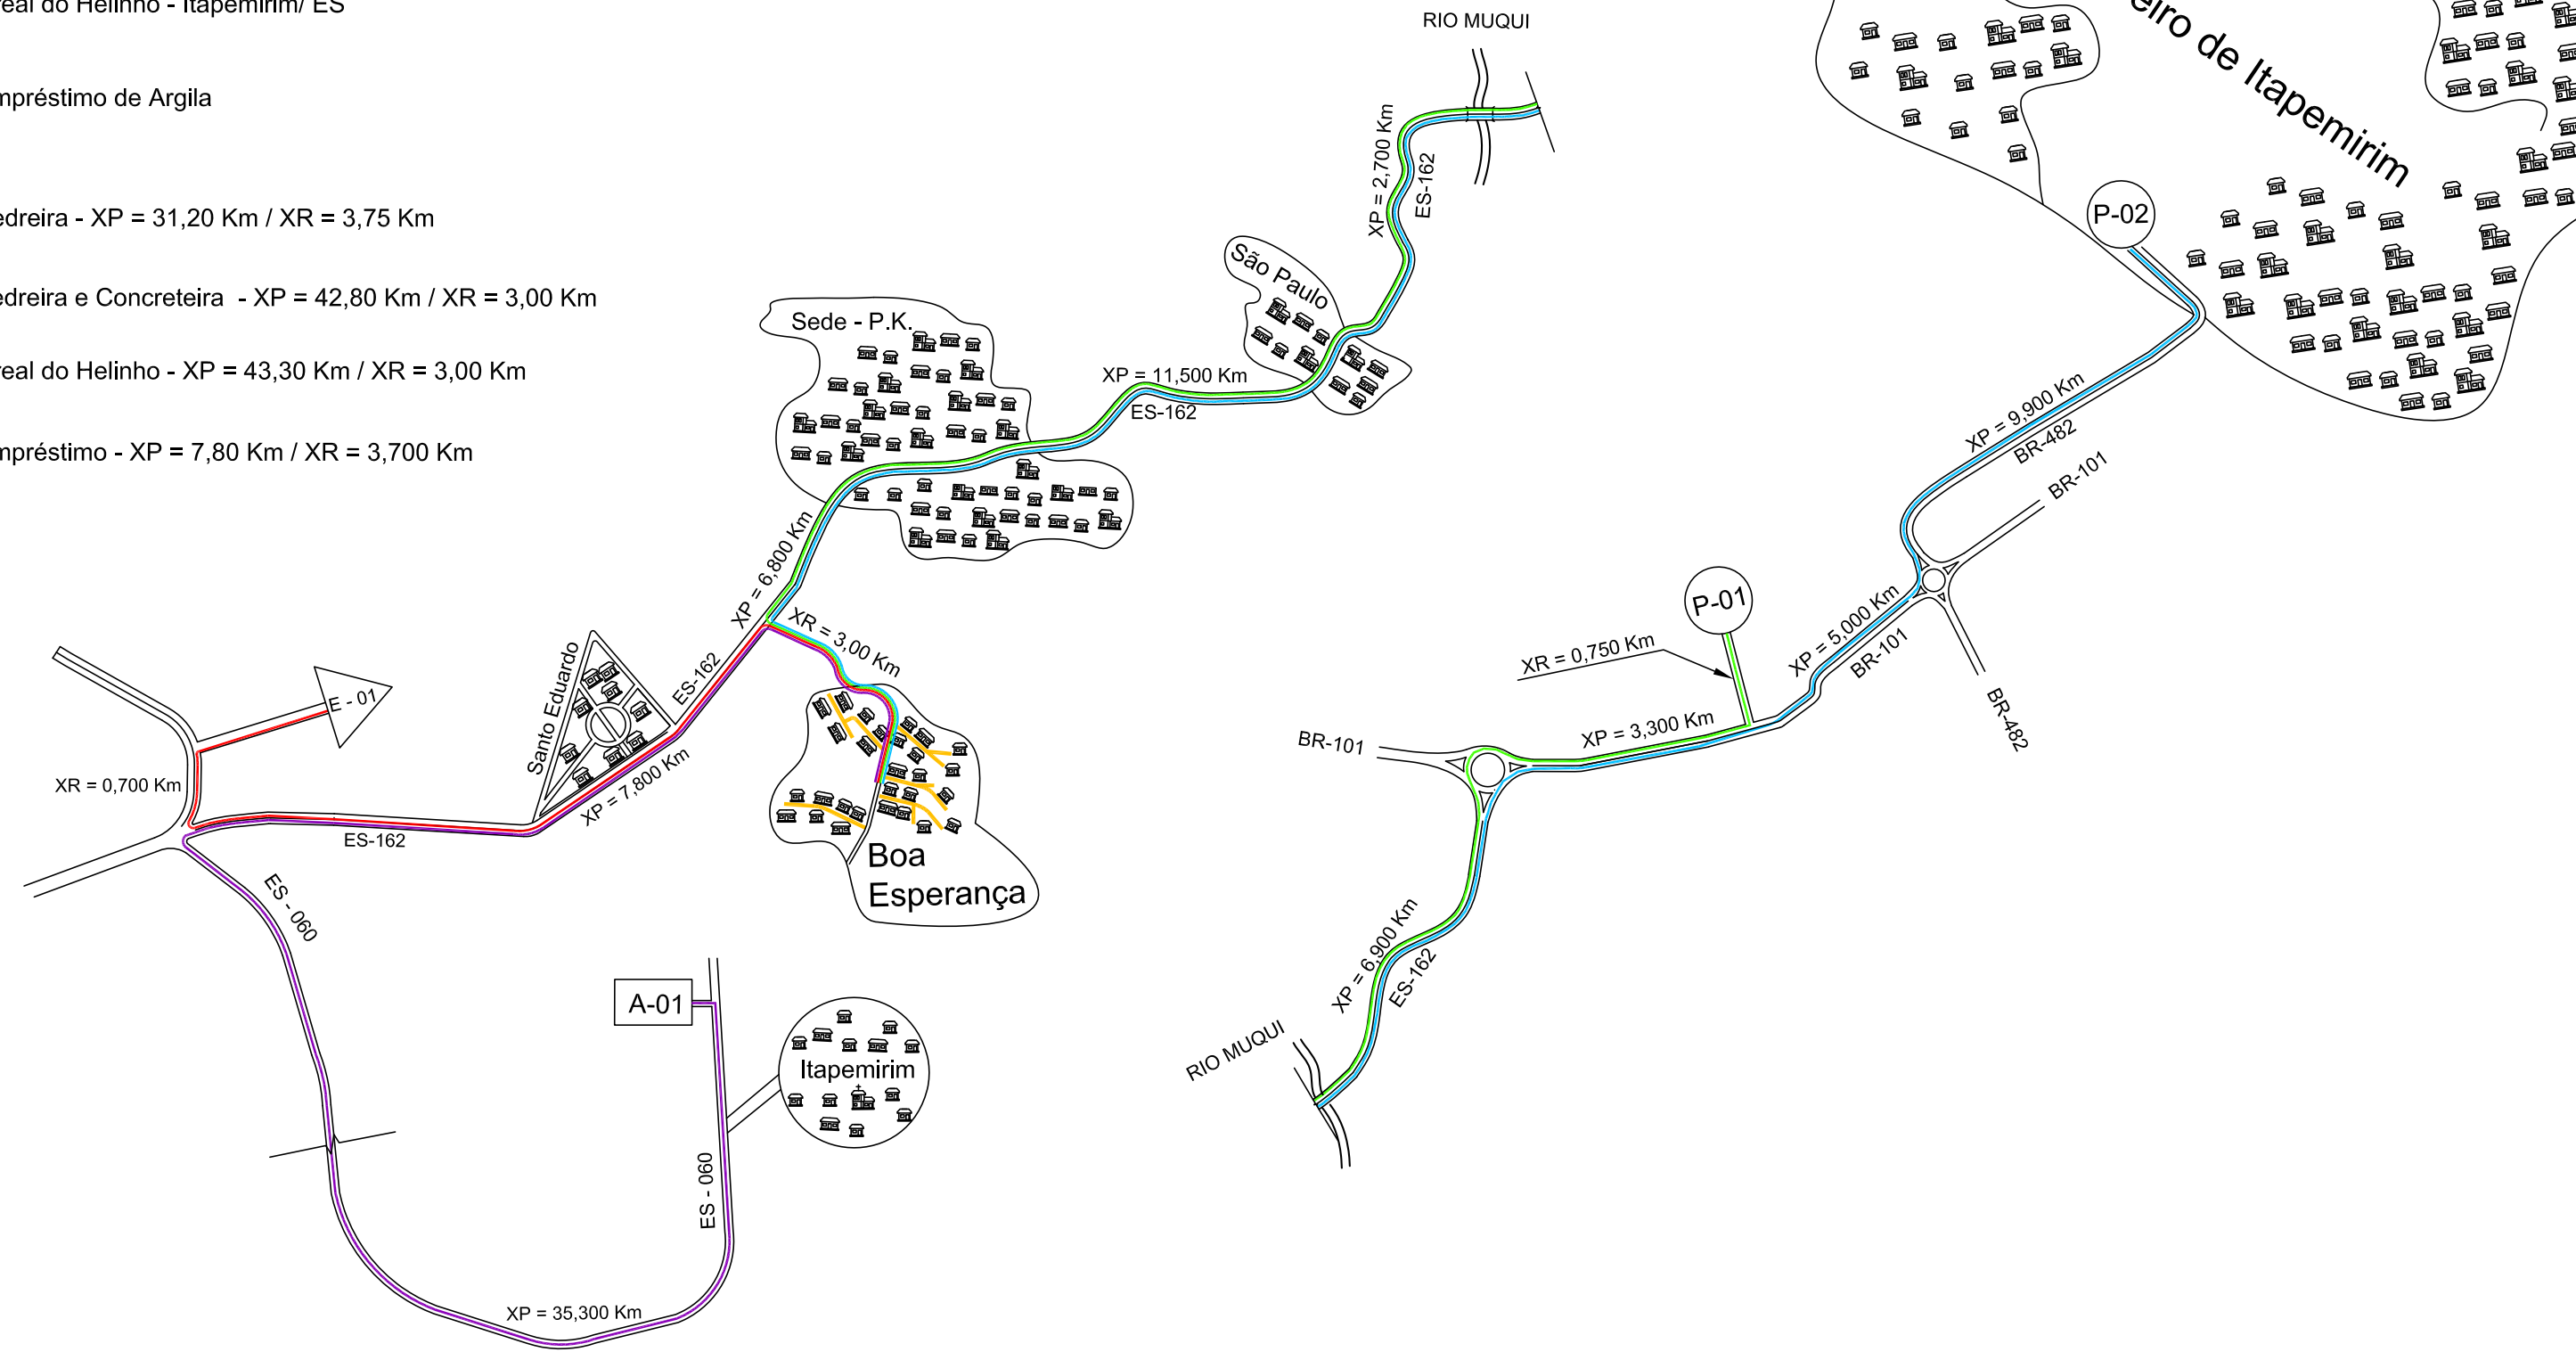 real do Helinho - Itapemirim/ ES
mpréstimo de Argila
edreira - XP = 31,20 Km / XR = 3,75 Km
edreira e Concreteira - XP = 42,80 Km / XR = 3,00 Km
real do Helinho - XP = 43,30 Km / XR = 3,00 Km
mpréstimo - XP = 7,80 Km / XR = 3,700 Km
RIO MUQUI
XP = 2,700 Km
ES-162
São Paulo
Sede - P.K.
XP = 11,500 Km
ES-162
XP = 6,800 Km
XR = 3,00 Km
ES-162
Santo Eduardo
E - 01
XR = 0,700 Km
XP = 7,800 Km
ES-162
Boa
Esperança
ES - 060
A-01
Itapemirim
ES - 060
XP = 35,300 Km
eiro de Itapemirim
P-02
XP = 9,900 Km
BR-482
BR-101
P-01
XR = 0,750 Km
XP = 5,000 Km
BR-101
BR-482
XP = 3,300 Km
BR-101
XP = 6,900 Km
ES-162
RIO MUQUI